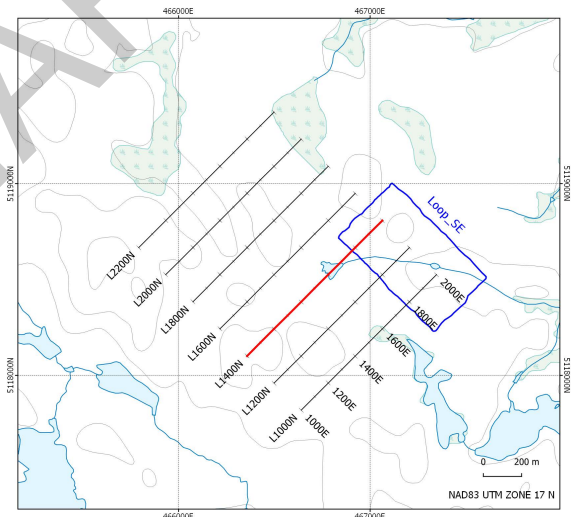 466000E
467000E
5119000N
5119000N
Loop_SE
L2200N
L2000N
L1800N
L1600N
L1400N
L1200N
L1000N
2000E
1800E
1600E
1400E
1200E
1000E
5118000N
5118000N
0 200 m
NAD83 UTM ZONE 17 N
466000E
467000E